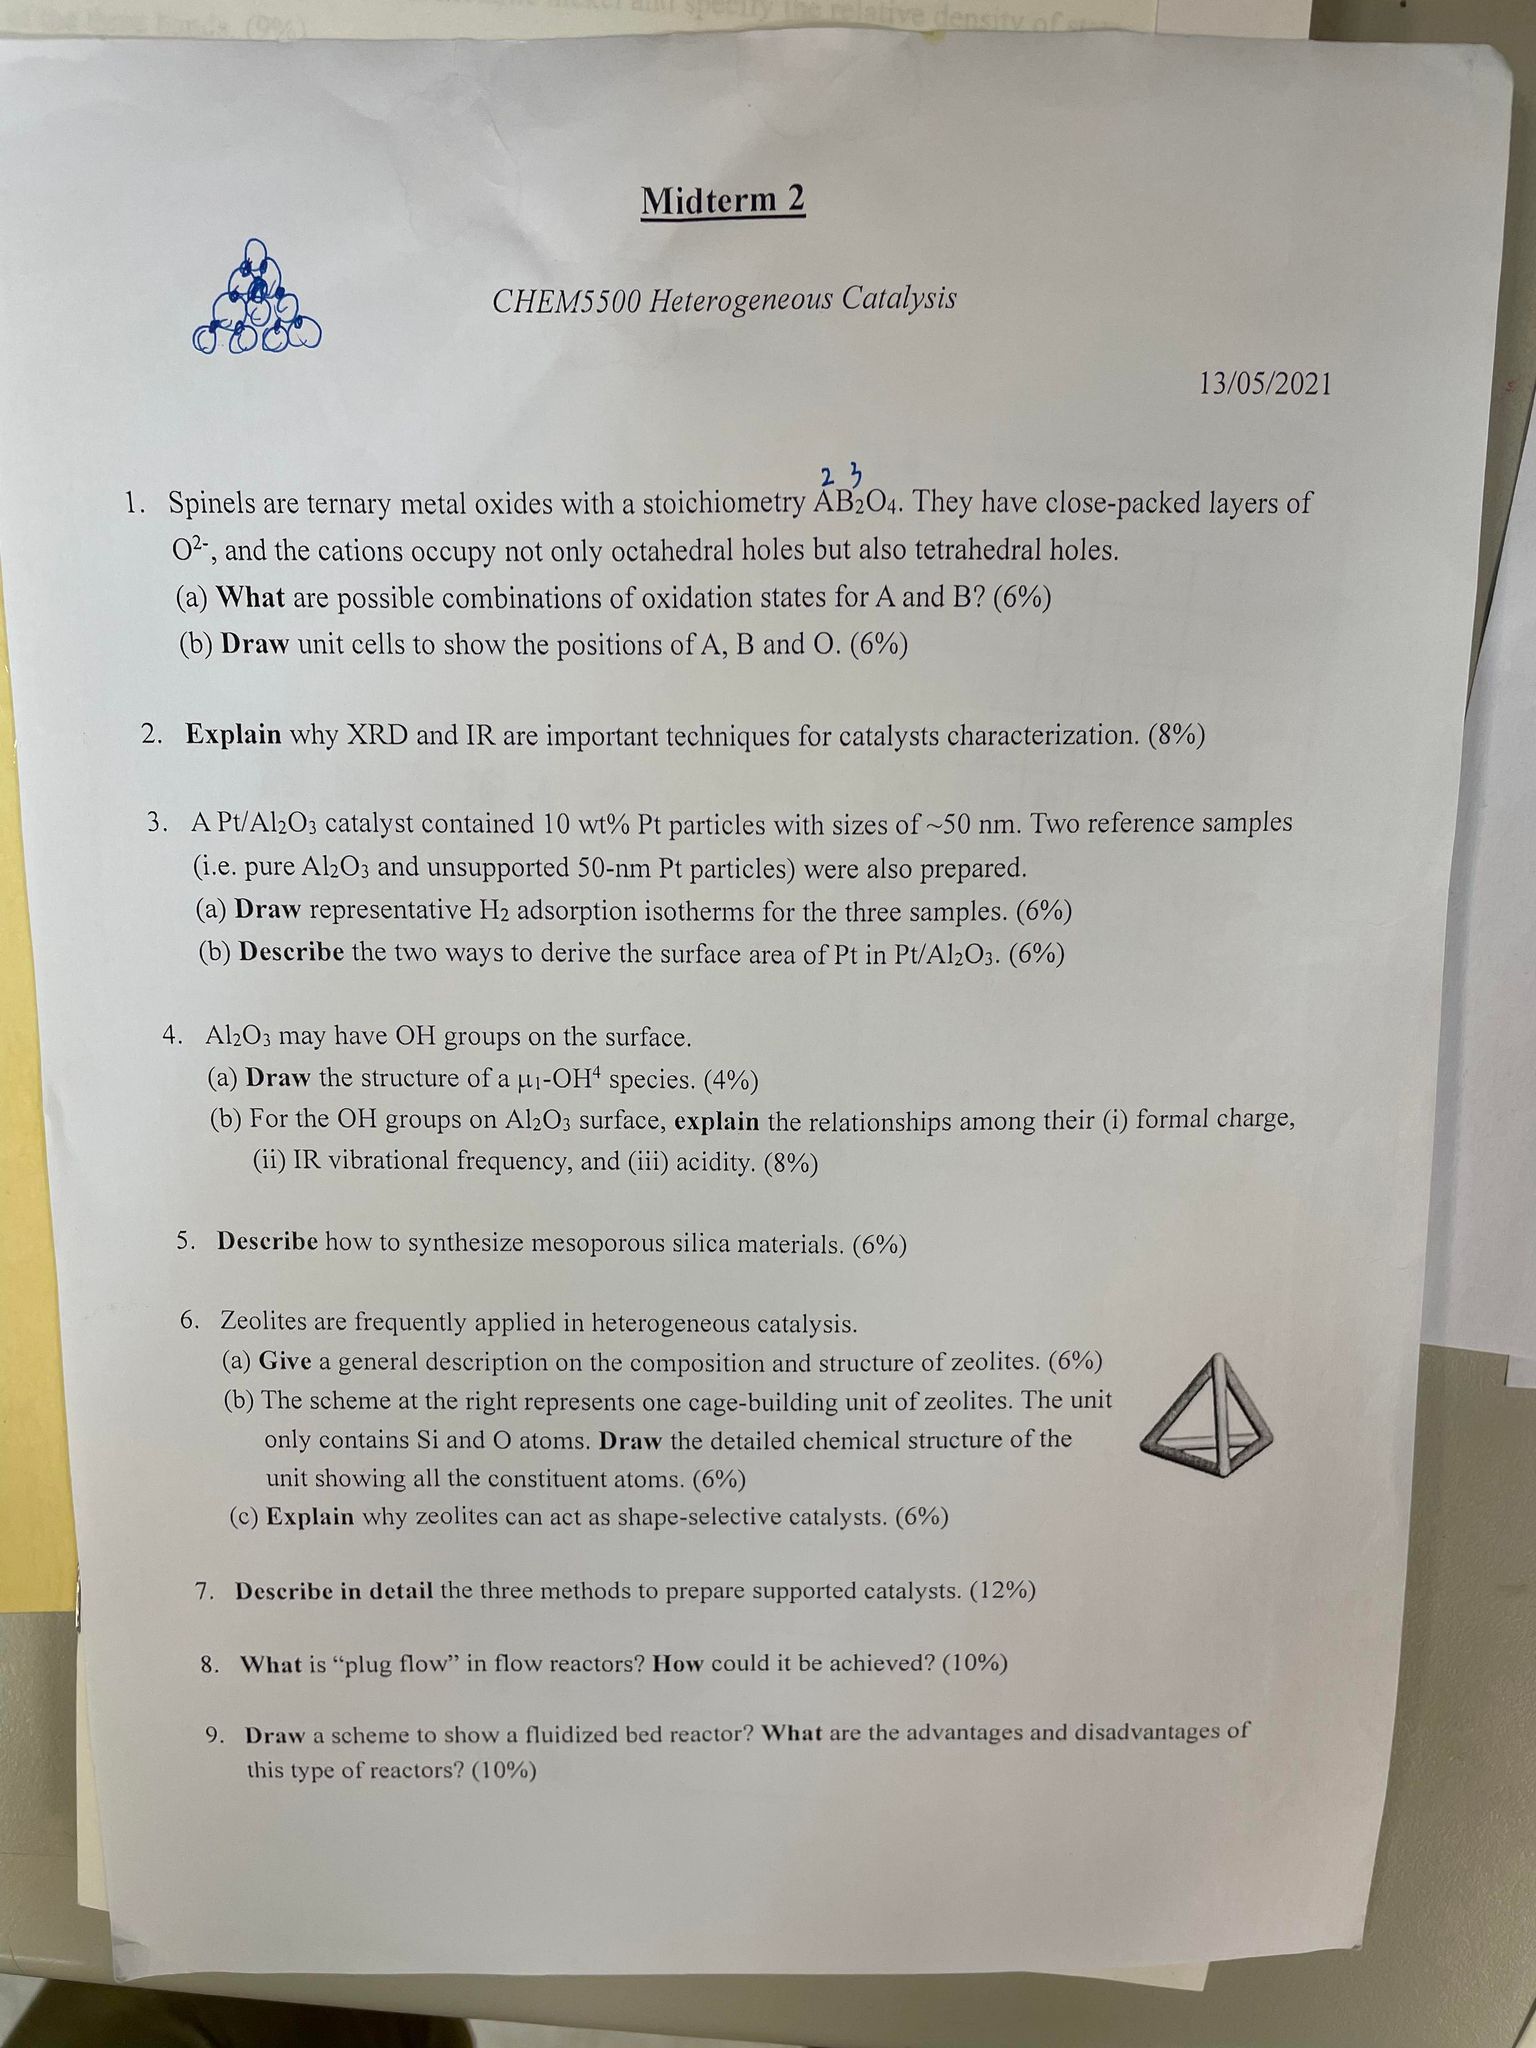 nickel and specify the relative density of
of the three bands. (9%)
Midterm 2
CHEM5500 Heterogeneous Catalysis
13/05/2021
2 3
1. Spinels are ternary metal oxides with a stoichiometry AB₂O₄. They have close-packed layers of
O²⁻, and the cations occupy not only octahedral holes but also tetrahedral holes.
(a) What are possible combinations of oxidation states for A and B? (6%)
(b) Draw unit cells to show the positions of A, B and O. (6%)
2. Explain why XRD and IR are important techniques for catalysts characterization. (8%)
3. A Pt/Al₂O₃ catalyst contained 10 wt% Pt particles with sizes of ~50 nm. Two reference samples
(i.e. pure Al₂O₃ and unsupported 50-nm Pt particles) were also prepared.
(a) Draw representative H₂ adsorption isotherms for the three samples. (6%)
(b) Describe the two ways to derive the surface area of Pt in Pt/Al₂O₃. (6%)
4. Al₂O₃ may have OH groups on the surface.
(a) Draw the structure of a μ₁-OH⁴ species. (4%)
(b) For the OH groups on Al₂O₃ surface, explain the relationships among their (i) formal charge,
(ii) IR vibrational frequency, and (iii) acidity. (8%)
5. Describe how to synthesize mesoporous silica materials. (6%)
6. Zeolites are frequently applied in heterogeneous catalysis.
(a) Give a general description on the composition and structure of zeolites. (6%)
(b) The scheme at the right represents one cage-building unit of zeolites. The unit
only contains Si and O atoms. Draw the detailed chemical structure of the
unit showing all the constituent atoms. (6%)
(c) Explain why zeolites can act as shape-selective catalysts. (6%)
7. Describe in detail the three methods to prepare supported catalysts. (12%)
8. What is “plug flow” in flow reactors? How could it be achieved? (10%)
9. Draw a scheme to show a fluidized bed reactor? What are the advantages and disadvantages of
this type of reactors? (10%)